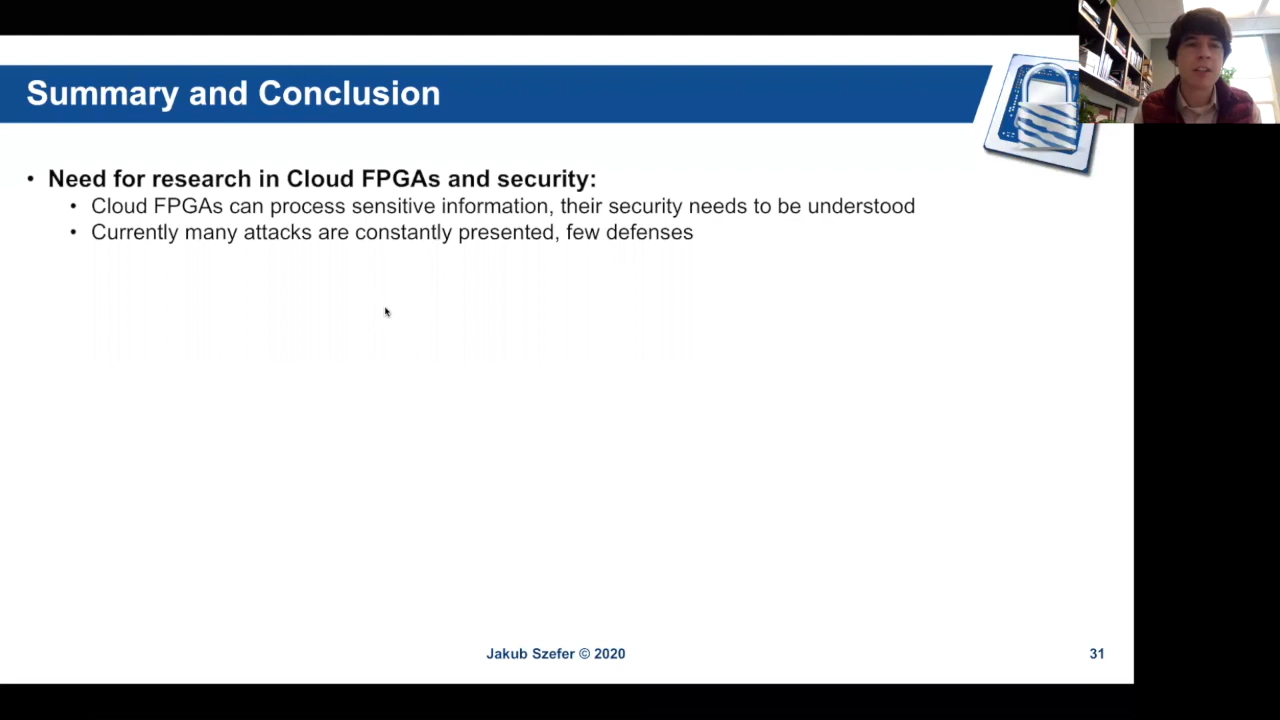 Summary and Conclusion
• Need for research in Cloud FPGAs and security:
• Cloud FPGAs can process sensitive information, their security needs to be understood
• Currently many attacks are constantly presented, few defenses
Jakub Szefer © 2020
31